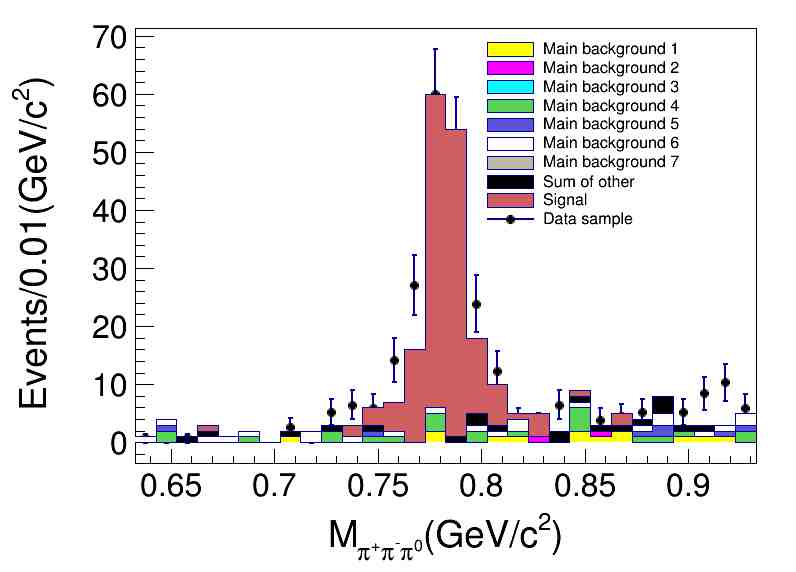 70
60
50
40
30
20
10
0
Events/0.01(GeV/c²)
Main background 1
Main background 2
Main background 3
Main background 4
Main background 5
Main background 6
Main background 7
Sum of other
Signal
Data sample
0.65 0.7 0.75 0.8 0.85 0.9
M_π⁺π⁻π⁰(GeV/c²)